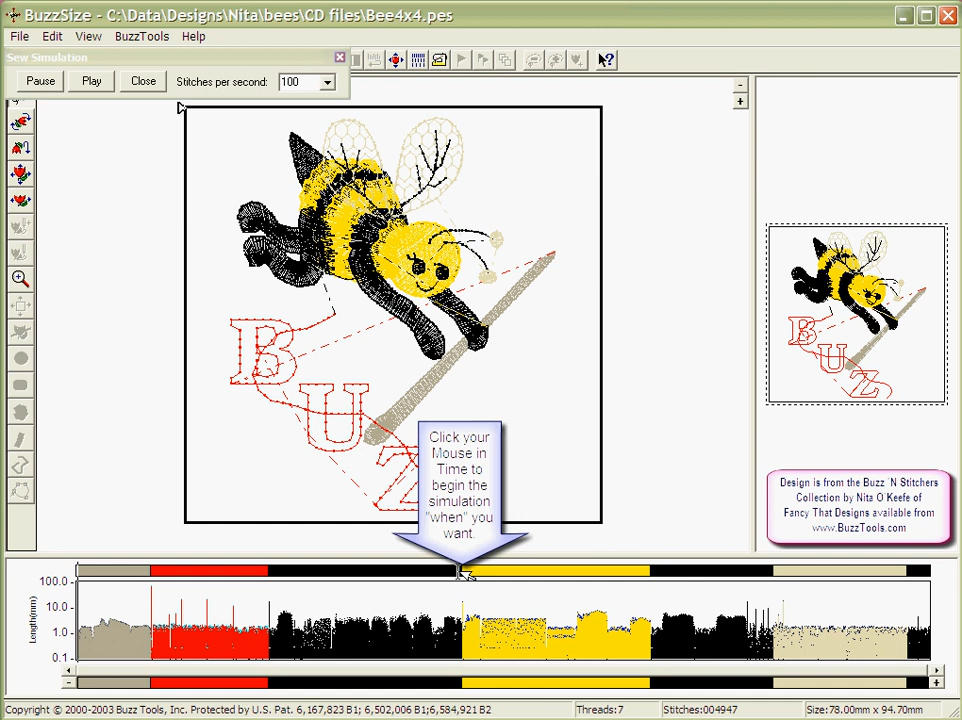 BuzzSize - C:\Data\Designs\Nita\bees\CD files\Bee4x4.pes
File Edit View BuzzTools Help
Sew Simulation
Pause Play Close Stitches per second: 100
B
U
Z
Click your
Mouse in
Time to
begin the
simulation
"when" you
want.
Design is from the Buzz 'N Stitchers
Collection by Nita O Keefe of
Fancy That Designs available from
www.BuzzTools.com
Length(mm)
100.0
10.0
1.0
0.1
Copyright © 2000-2003 Buzz Tools, Inc. Protected by U.S. Pat. 6,167,823 B1; 6,502,006 B1;6,584,921 B2 Threads:7 Stitches:004947 Size:78.00mm x 94.70mm